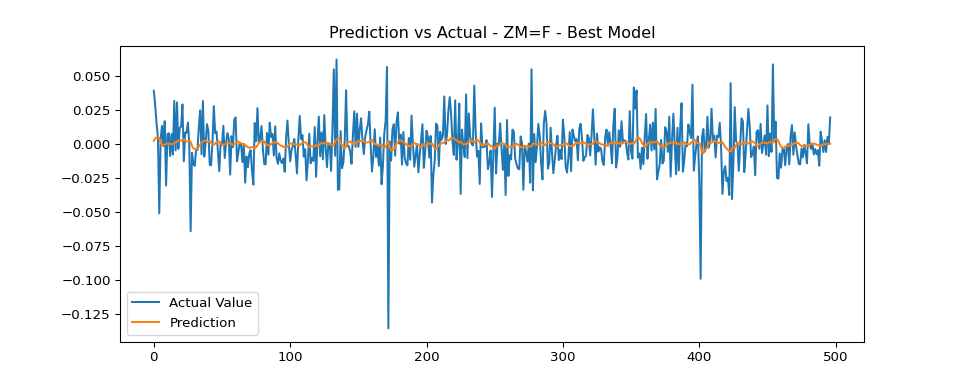 Prediction vs Actual - ZM=F - Best Model
0.050
0.025
0.000
−0.025
−0.050
−0.075
−0.100
−0.125
Actual Value
Prediction
0 100 200 300 400 500